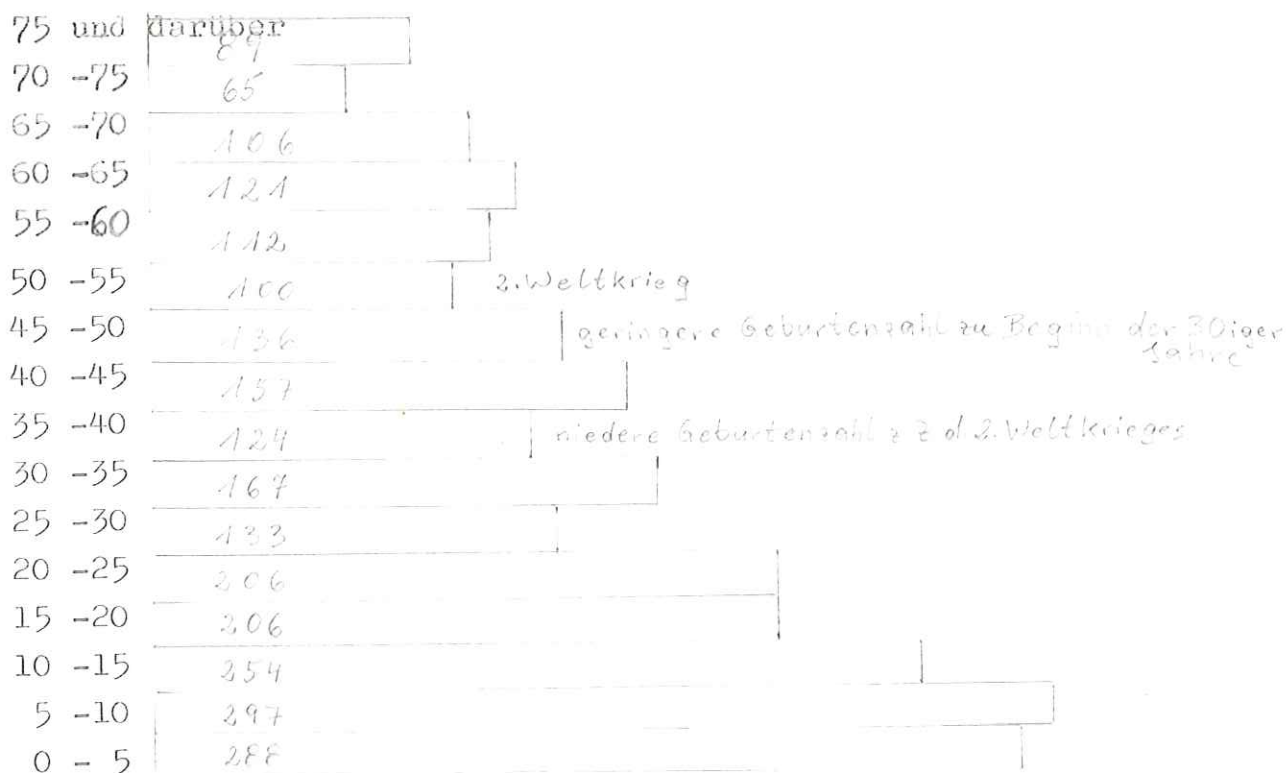 75 und darüber
89
70 -75 65
65 -70 106
60 -65 121
55 -60 112
50 -55 100 2.Weltkrieg
45 -50 136 geringere Geburtenzahl zu Beginn der 30iger
Jahre
40 -45 157
35 -40 124 niedere Geburtenzahl z Z d 2.Weltkrieges
30 -35 167
25 -30 133
20 -25 206
15 -20 206
10 -15 254
5 -10 297
0 - 5 288